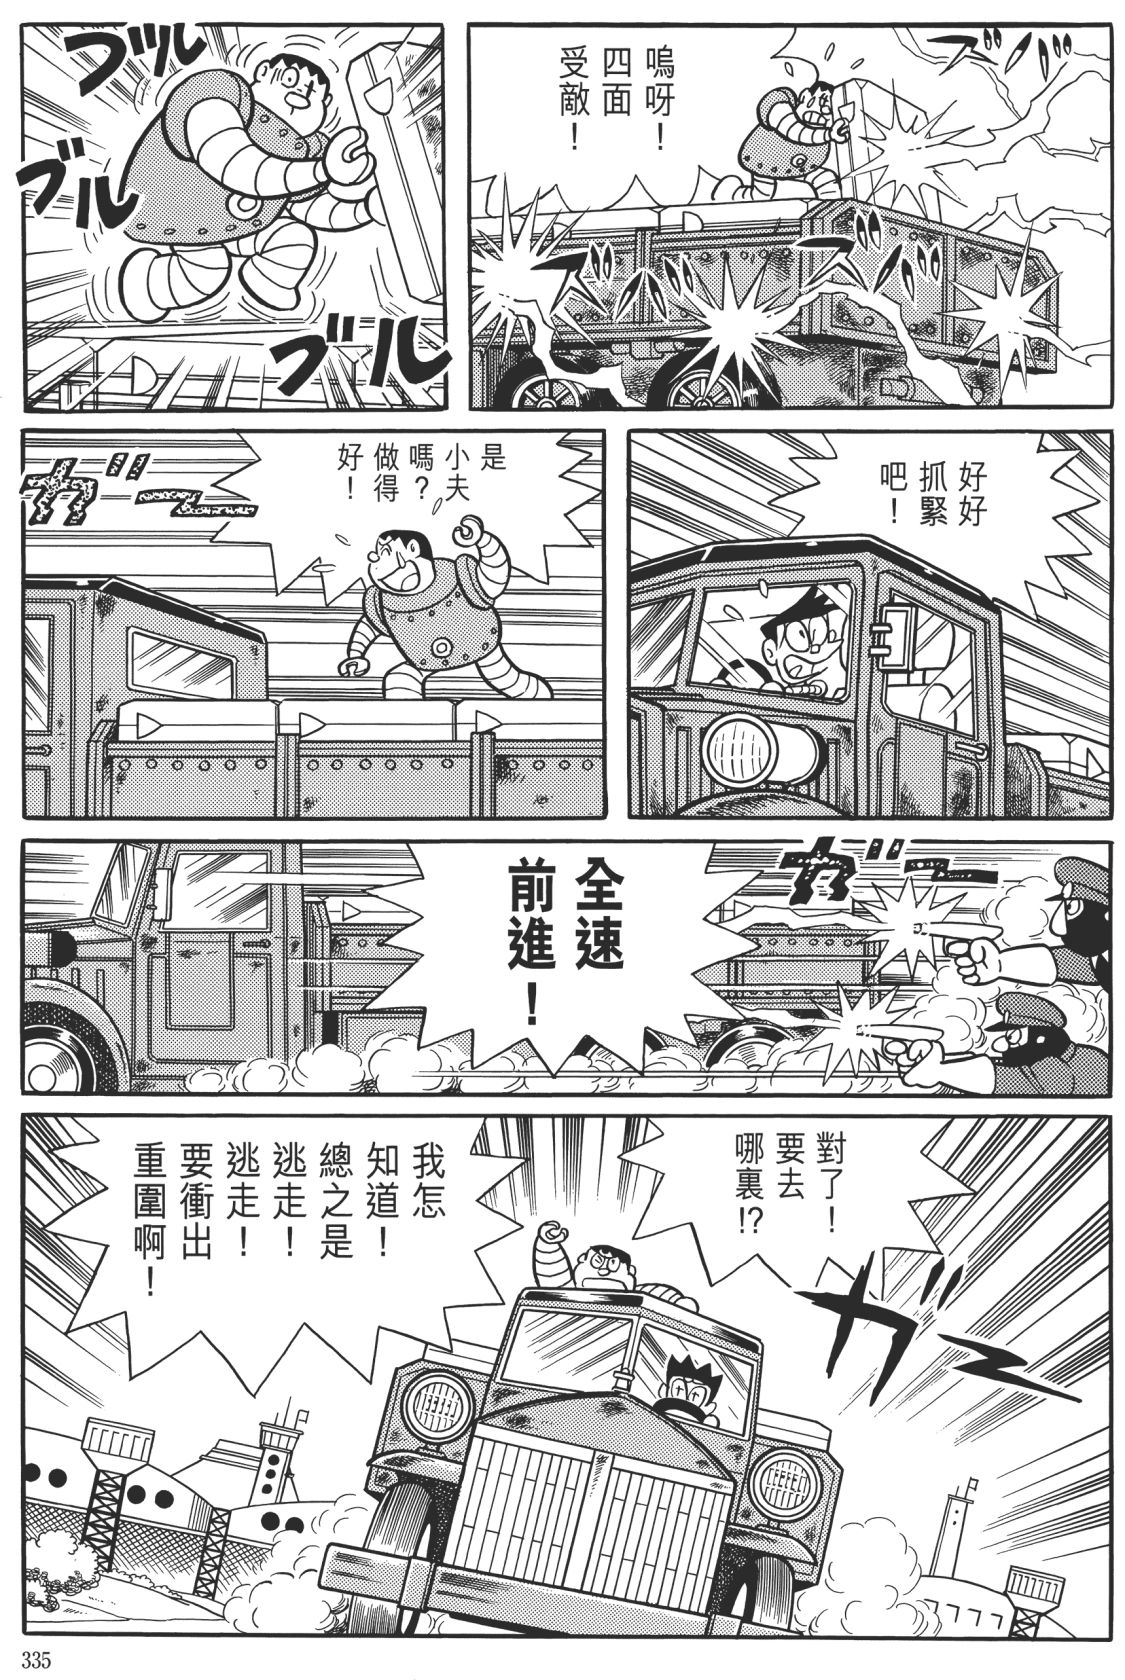 嗚呀！
四面
受敵！
ズババ
ズババ
ズババ
ブルル
ブル
ブル
好好
抓緊
吧！
是
小夫
嗎？
做得
好！
ガーー
全速
前進！
ガーー
對了！
要去
哪裏！？
我怎
知道！
總之是
逃走！
逃走！
要衝出
重圍啊！
ガーー
335